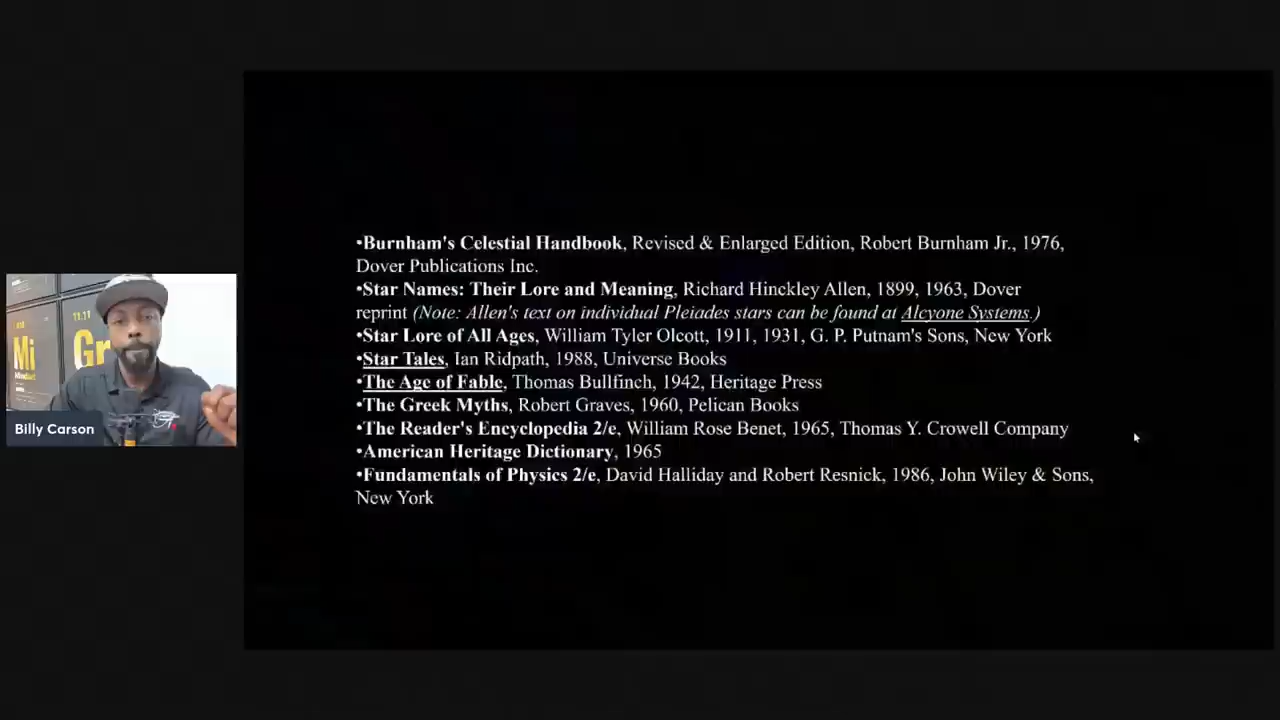 •Burnham's Celestial Handbook, Revised & Enlarged Edition, Robert Burnham Jr., 1976,
Dover Publications Inc.
•Star Names: Their Lore and Meaning, Richard Hinckley Allen, 1899, 1963, Dover
reprint (Note: Allen's text on individual Pleiades stars can be found at Alcyone Systems.)
•Star Lore of All Ages, William Tyler Olcott, 1911, 1931, G. P. Putnam's Sons, New York
•Star Tales, Ian Ridpath, 1988, Universe Books
•The Age of Fable, Thomas Bullfinch, 1942, Heritage Press
•The Greek Myths, Robert Graves, 1960, Pelican Books
•The Reader's Encyclopedia 2/e, William Rose Benet, 1965, Thomas Y. Crowell Company
•American Heritage Dictionary, 1965
•Fundamentals of Physics 2/e, David Halliday and Robert Resnick, 1986, John Wiley & Sons,
New York
11:11
Mi
Gr
Billy Carson